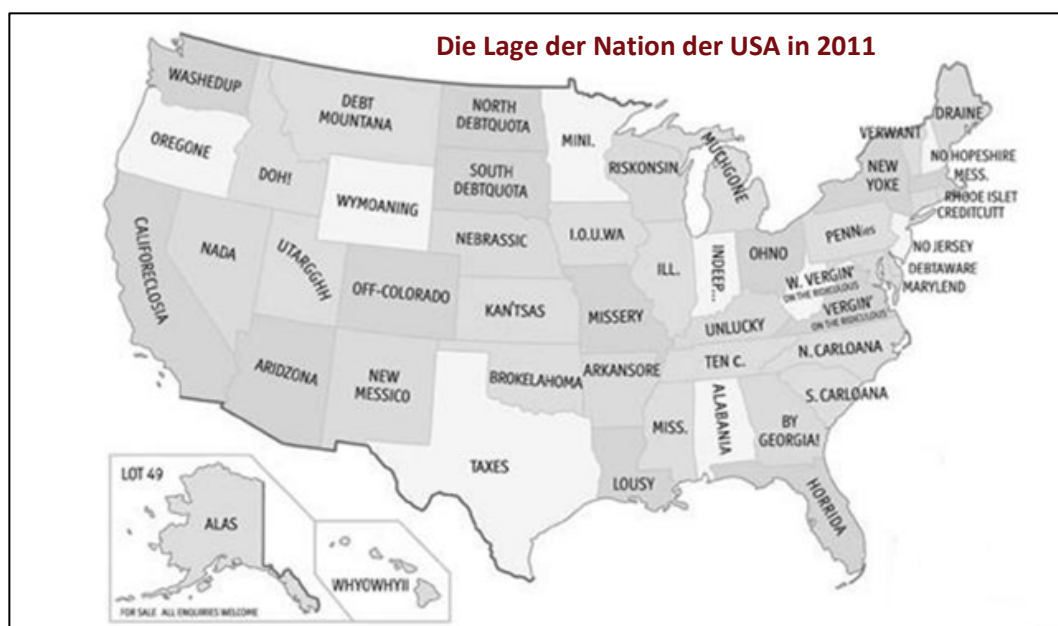 Die Lage der Nation der USA in 2011
WASHEDUP
DEBT
MOUNTANA
NORTH
DEBTQUOTA
MINI.
OREGONE
DOH!
SOUTH
DEBTQUOTA
RISKONSIN
MUCHGONE
VERWANT
DRAINE
NO HOPESHIRE
MESS.
NEW
YOKE
RHODE ISLET
CREDITCUTT
WYMOANING
NEBRASSIC
I.O.U.WA
PENNies
NO JERSEY
CALIFORECLOSIA
NADA
UTARGGHH
OFF-COLORADO
KAN'TSAS
MISSERY
ILL.
INDEEP...
OHNO
W. VERGIN'
ON THE RIDICULOUS
DEBTAWARE
MARYLEND
VERGIN'
ON THE RIDICULOUS
UNLUCKY
ARIDZONA
NEW
MESSICO
BROKELAHOMA
ARKANSORE
TEN C.
N. CARLOANA
S. CARLOANA
TAXES
LOUSY
MISS.
ALABANIA
BY
GEORGIA!
HORRIDA
LOT 49
ALAS
FOR SALE ALL ENQUIRIES WELCOME
WHYOWHYII